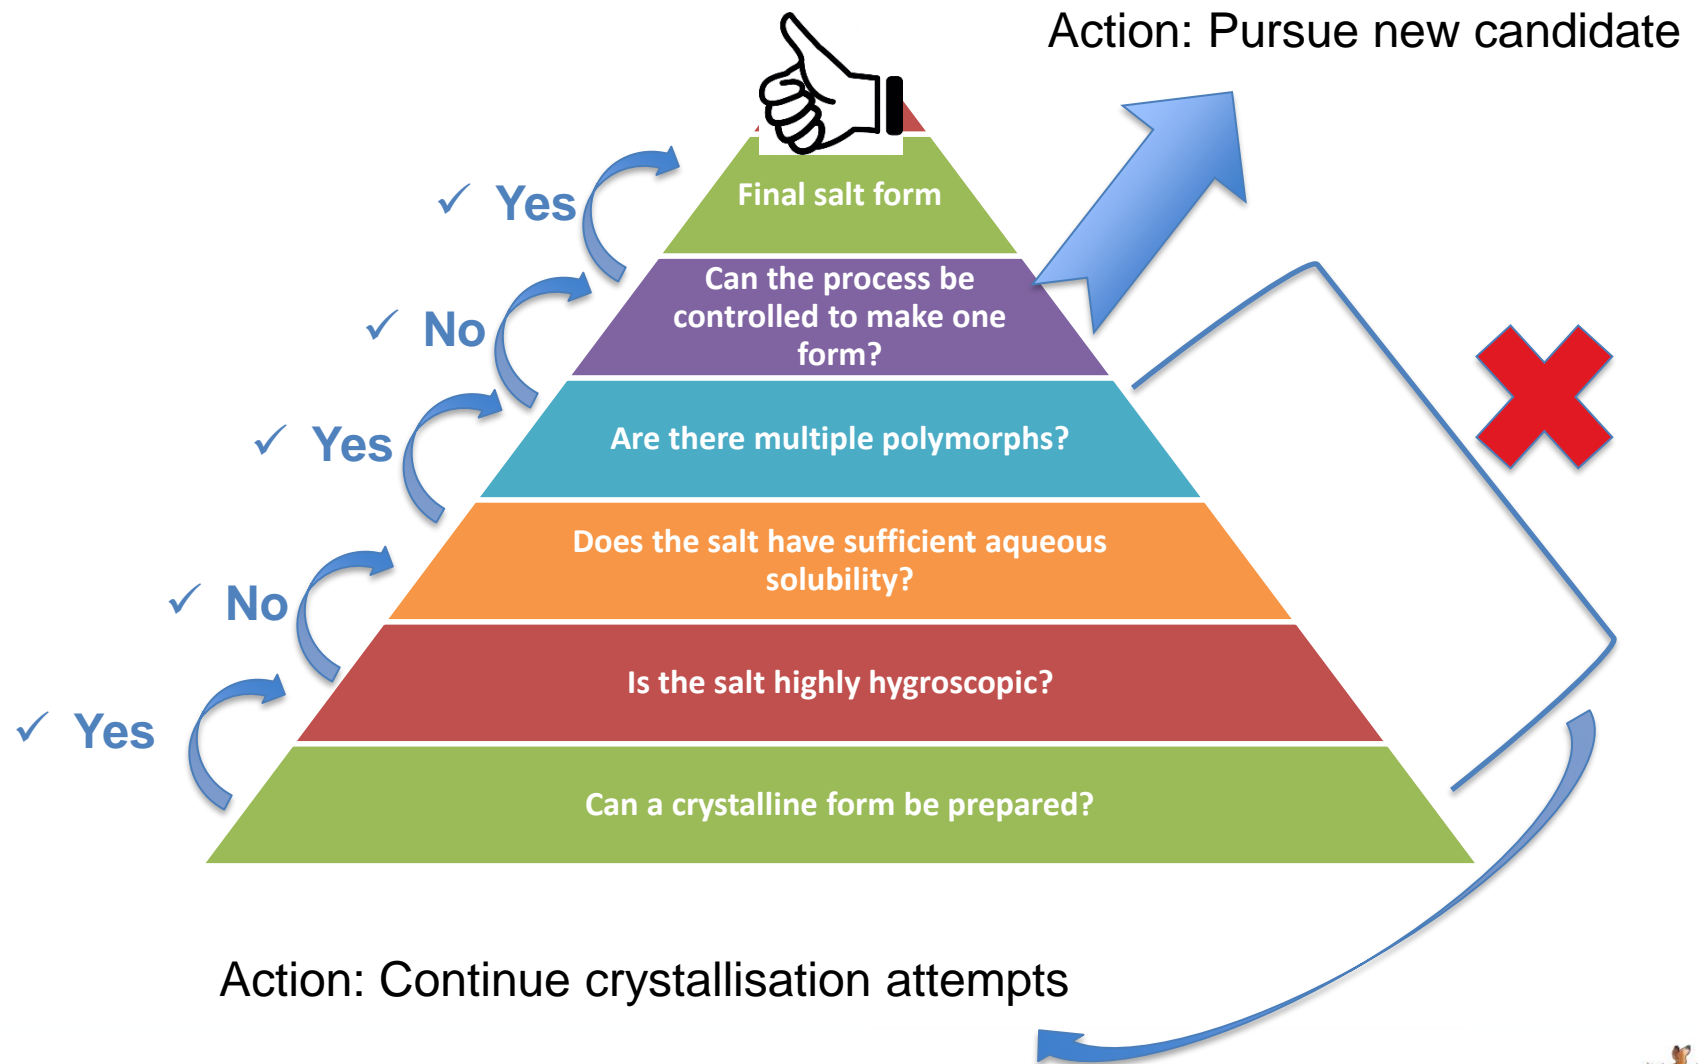 Action: Pursue new candidate
Final salt form
✓ Yes
Can the process be
controlled to make one
form?
✓ No
Are there multiple polymorphs?
✓ Yes
Does the salt have sufficient aqueous
solubility?
✓ No
Is the salt highly hygroscopic?
✓ Yes
Can a crystalline form be prepared?
Action: Continue crystallisation attempts